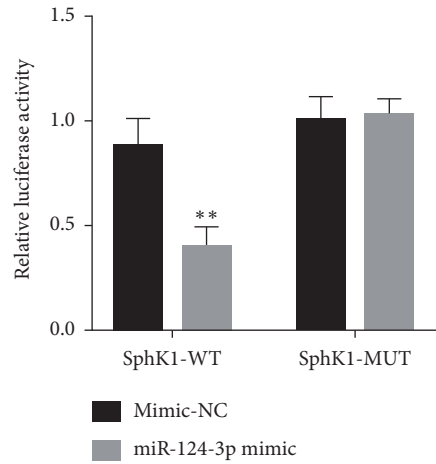 Relative luciferase activity
1.5
1.0
0.5
0.0
**
SphK1-WT
SphK1-MUT
Mimic-NC
miR-124-3p mimic